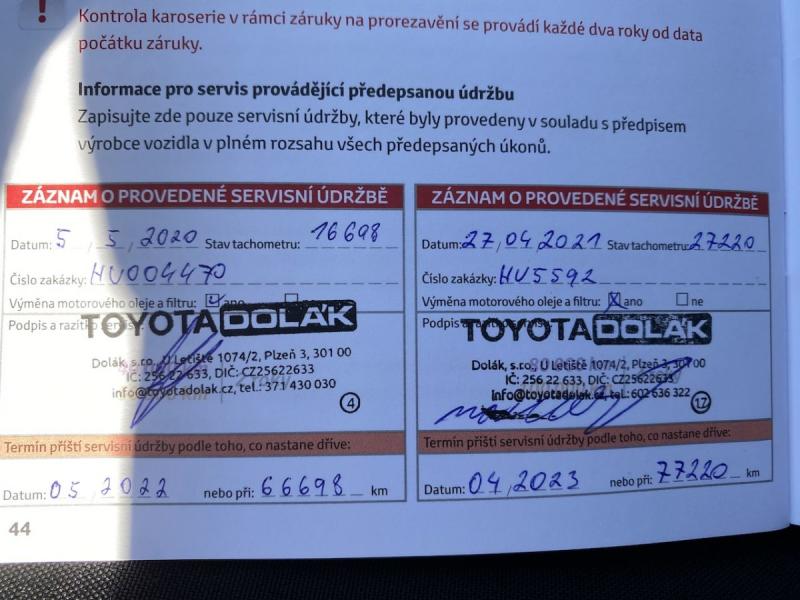 !
Kontrola karoserie v rámci záruky na prorezavění se provádí každé dva roky od data
počátku záruky.
Informace pro servis provádějící předepsanou údržbu
Zapisujte zde pouze servisní údržby, které byly provedeny v souladu s předpisem
výrobce vozidla v plném rozsahu všech předepsaných úkonů.
ZÁZNAM O PROVEDENÉ SERVISNÍ ÚDRŽBĚ
Datum: 5 , 5 , 2020 Stav tachometru: 16698
Číslo zakázky: HU004470
Výměna motorového oleje a filtru: ano
Podpis a razítko servisu:
TOYOTA DOLÁK
Dolák, s.r.o., U Letiště 1074/2, Plzeň 3, 301 00
IČ: 256 22 633, DIČ: CZ25622633
info@toyotadolak.cz, tel.: 371 430 030
4
Termín příští servisní údržby podle toho, co nastane dříve:
Datum: 05 , 2022 nebo při: 66698 km
ZÁZNAM O PROVEDENÉ SERVISNÍ ÚDRŽBĚ
Datum: 27,04,2021 Stav tachometru: 27220
Číslo zakázky: HU5592
Výměna motorového oleje a filtru: ano ne
Podpis a razítko servisu:
TOYOTA DOLÁK
Dolák, s.r.o., U Letiště 1074/2, Plzeň 3, 301 00
IČ: 256 22 633, DIČ: CZ25622633
info@toyotadolak.cz, tel.: 602 636 322
17
Termín příští servisní údržby podle toho, co nastane dříve:
Datum: 04 , 2023 nebo při: 77220 km
44